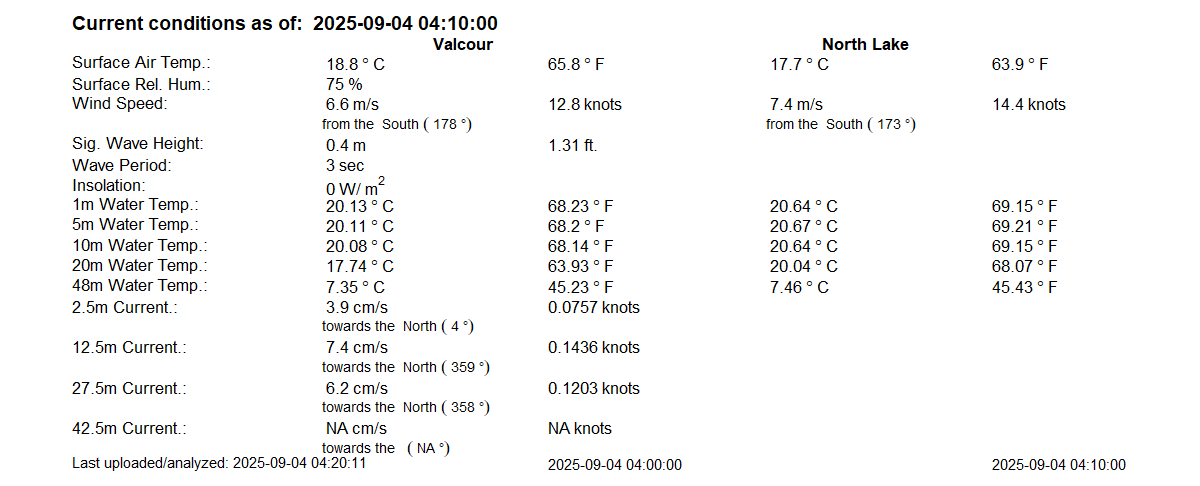 Current conditions as of: 2025-09-04 04:10:00
Valcour North Lake
Surface Air Temp.: 18.8 ° C 65.8 ° F 17.7 ° C 63.9 ° F
Surface Rel. Hum.: 75 %
Wind Speed: 6.6 m/s 12.8 knots 7.4 m/s 14.4 knots
from the South ( 178 °) from the South ( 173 °)
Sig. Wave Height: 0.4 m 1.31 ft.
Wave Period: 3 sec
Insolation: 0 W/ m2
1m Water Temp.: 20.13 ° C 68.23 ° F 20.64 ° C 69.15 ° F
5m Water Temp.: 20.11 ° C 68.2 ° F 20.67 ° C 69.21 ° F
10m Water Temp.: 20.08 ° C 68.14 ° F 20.64 ° C 69.15 ° F
20m Water Temp.: 17.74 ° C 63.93 ° F 20.04 ° C 68.07 ° F
48m Water Temp.: 7.35 ° C 45.23 ° F 7.46 ° C 45.43 ° F
2.5m Current.: 3.9 cm/s 0.0757 knots
towards the North ( 4 °)
12.5m Current.: 7.4 cm/s 0.1436 knots
towards the North ( 359 °)
27.5m Current.: 6.2 cm/s 0.1203 knots
towards the North ( 358 °)
42.5m Current.: NA cm/s NA knots
towards the ( NA °)
Last uploaded/analyzed: 2025-09-04 04:20:11 2025-09-04 04:00:00 2025-09-04 04:10:00